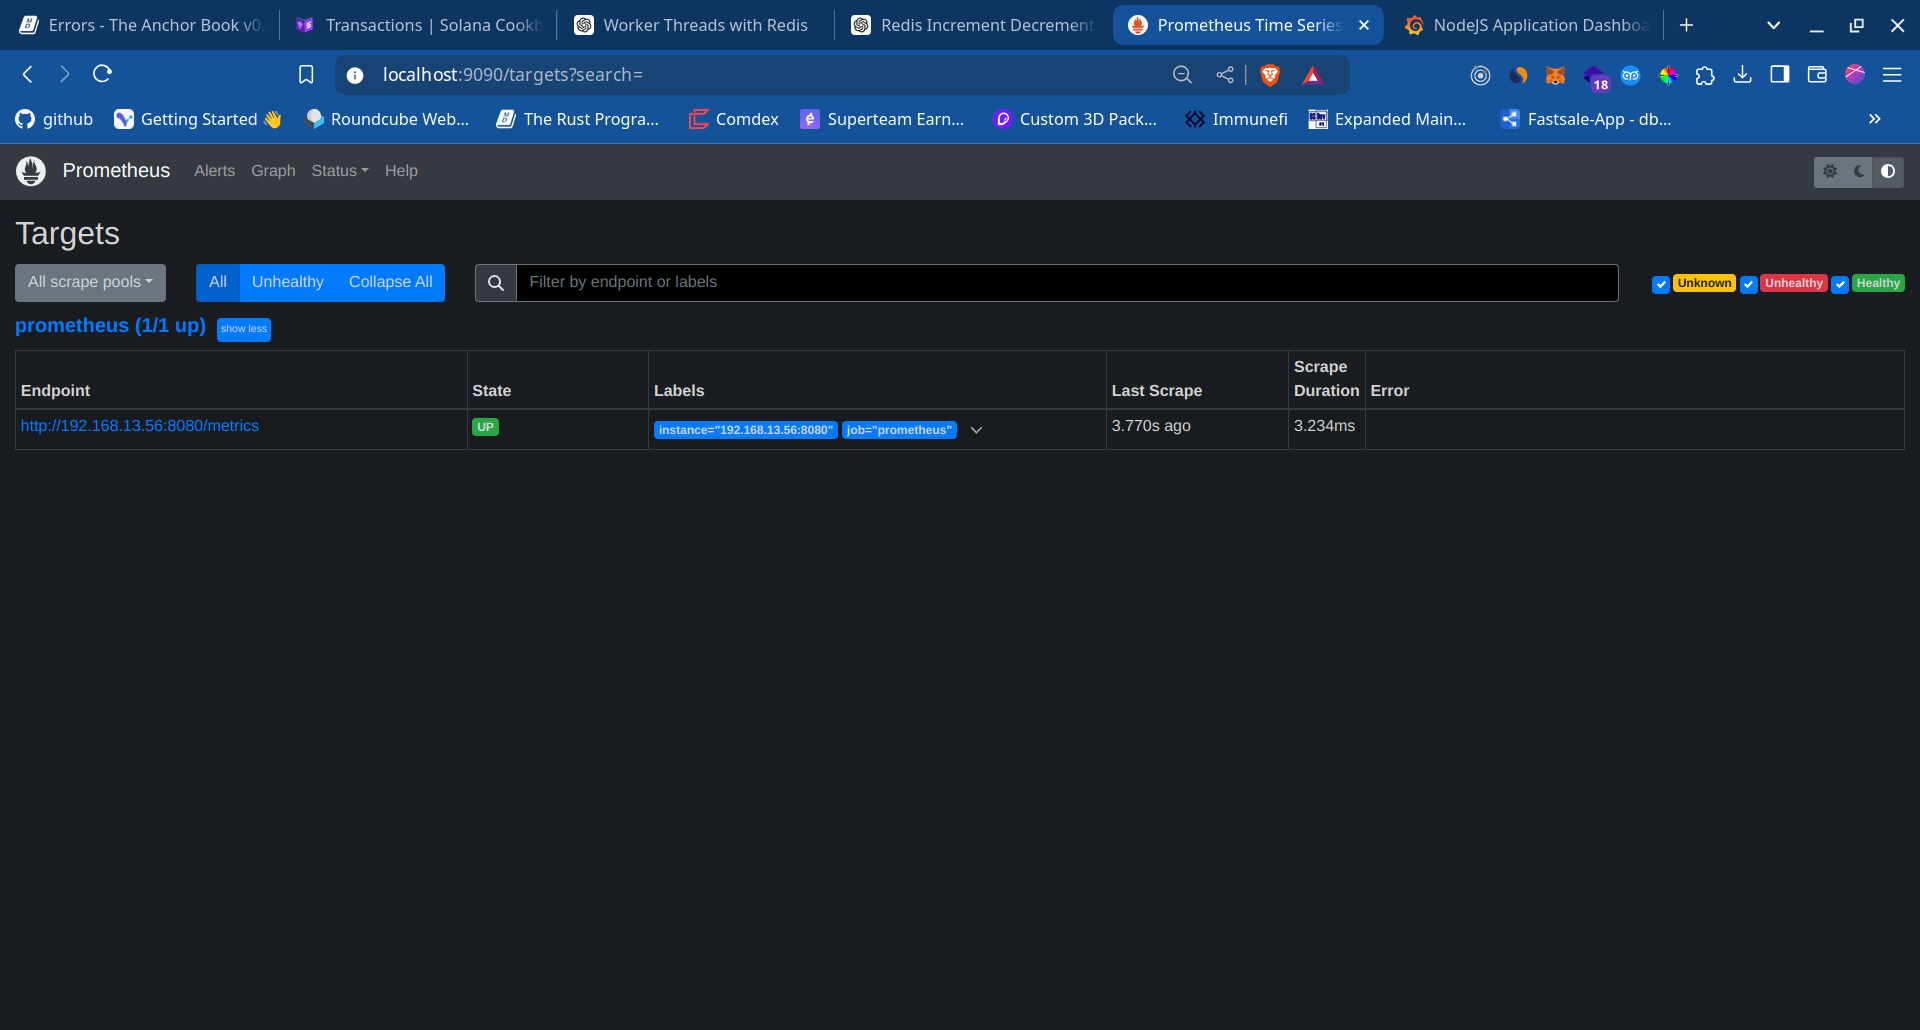 Errors - The Anchor Book v0.
Transactions | Solana Cookb
Worker Threads with Redis
Redis Increment Decrement
Prometheus Time Series
NodeJS Application Dashboa
localhost:9090/targets?search=
18
github
Getting Started 👋
Roundcube Web...
The Rust Progra...
Comdex
Superteam Earn...
Custom 3D Pack...
Immunefi
Expanded Main...
Fastsale-App - db...
Prometheus
Alerts
Graph
Status
Help
Targets
All scrape pools
All
Unhealthy
Collapse All
Filter by endpoint or labels
Unknown
Unhealthy
Healthy
prometheus (1/1 up)
show less
Endpoint
State
Labels
Last Scrape
Scrape
Duration
Error
http://192.168.13.56:8080/metrics
UP
instance="192.168.13.56:8080"
job="prometheus"
3.770s ago
3.234ms